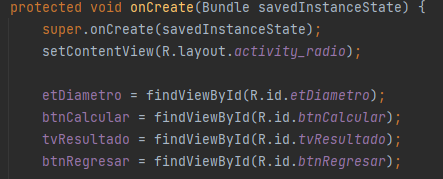 protected void onCreate(Bundle savedInstanceState) {
super.onCreate(savedInstanceState);
setContentView(R.layout.activity_radio);
etDiametro = findViewById(R.id.etDiametro);
btnCalcular = findViewById(R.id.btnCalcular);
tvResultado = findViewById(R.id.tvResultado);
btnRegresar = findViewById(R.id.btnRegresar);